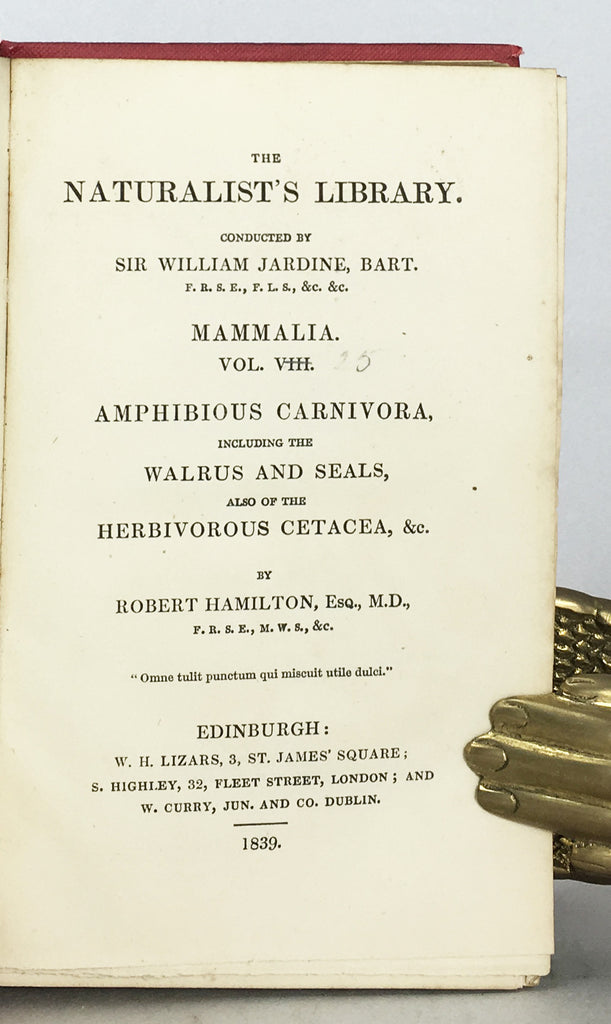 THE
NATURALIST'S LIBRARY.
CONDUCTED BY
SIR WILLIAM JARDINE, BART.
F. R. S. E., F. L. S., &c. &c.
MAMMALIA.
VOL. VIII. 25
AMPHIBIOUS CARNIVORA,
INCLUDING THE
WALRUS AND SEALS,
ALSO OF THE
HERBIVOROUS CETACEA, &c.
BY
ROBERT HAMILTON, Esq., M.D.,
F. R. S. E., M. W. S., &c.
“Omne tulit punctum qui miscuit utile dulci.”
EDINBURGH:
W. H. LIZARS, 3, ST. JAMES' SQUARE;
S. HIGHLEY, 32, FLEET STREET, LONDON; AND
W. CURRY, JUN. AND CO. DUBLIN.
1839.